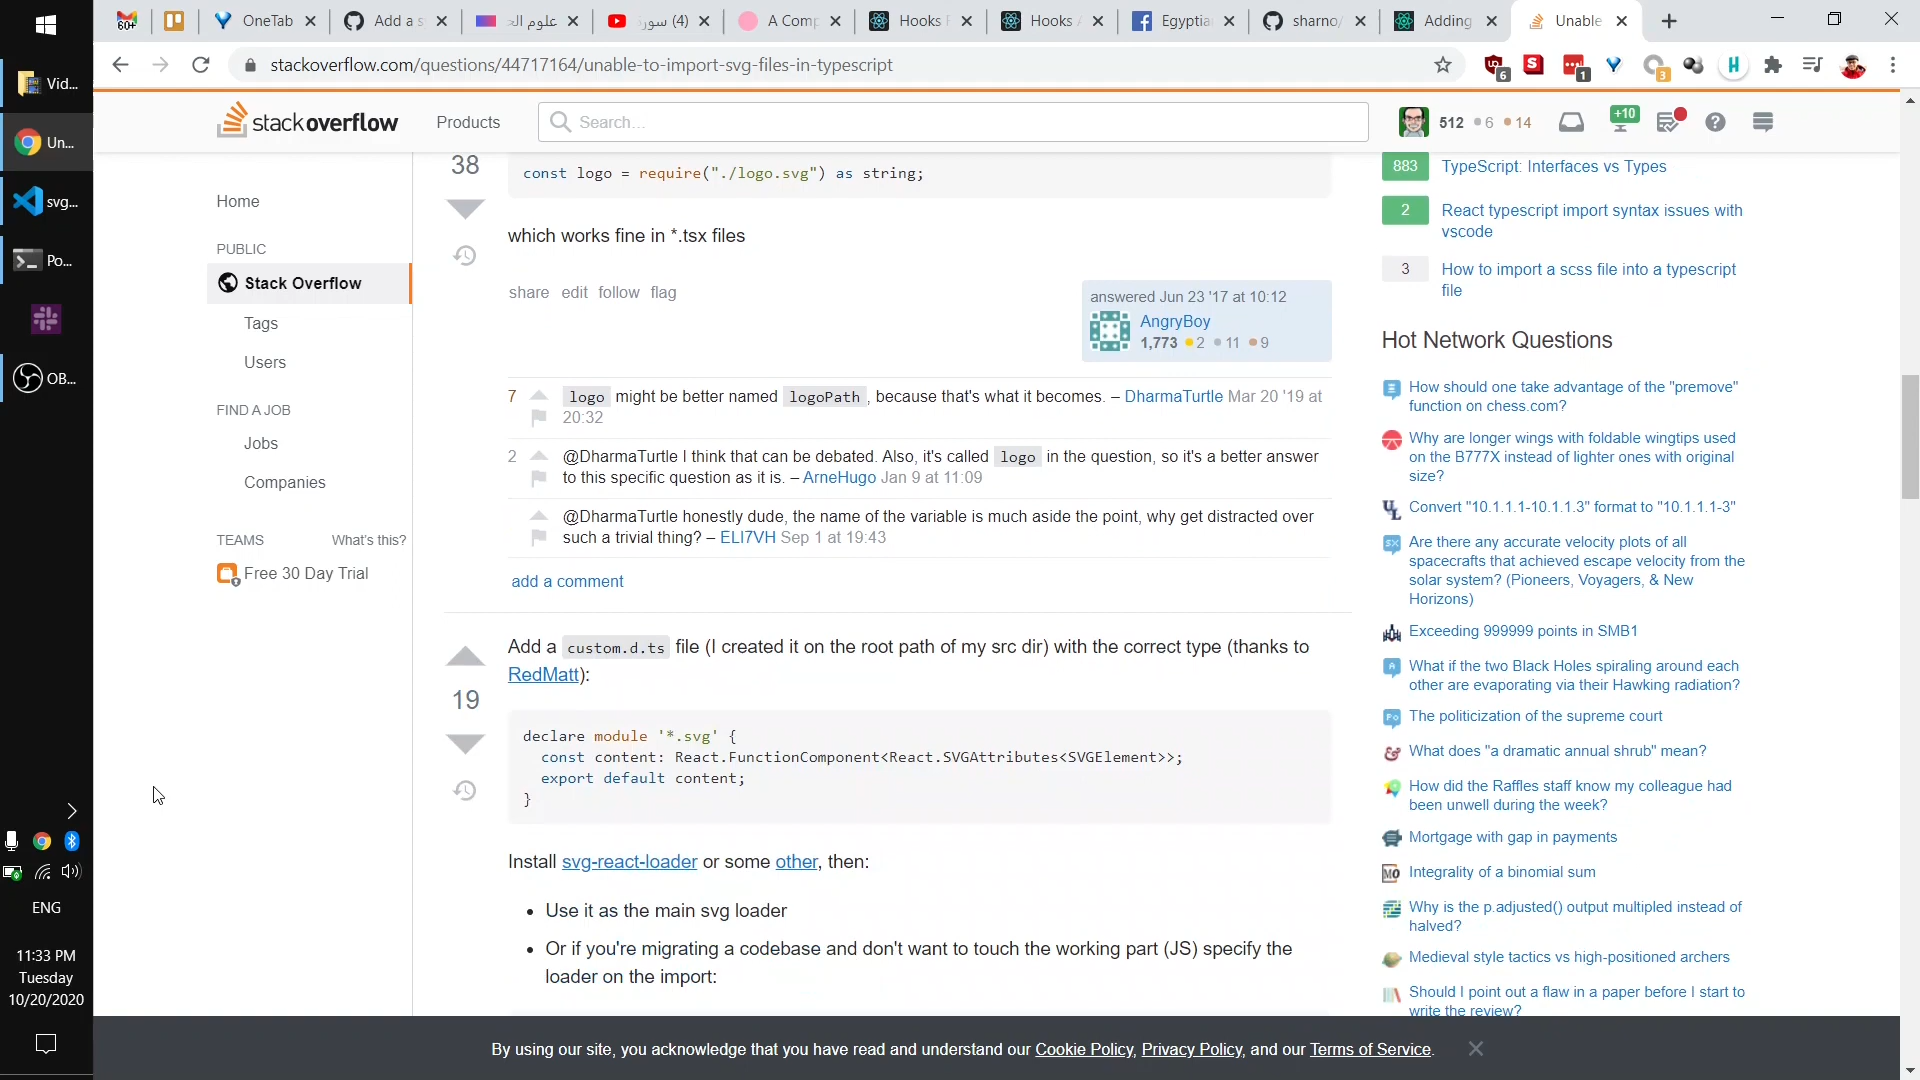 60+
OneTab
Add a s
علوم الح
(4) سورة
A Comp
Hooks F
Hooks A
Egyptia
sharno/
Adding
Unable
stackoverflow.com/questions/44717164/unable-to-import-svg-files-in-typescript
6
1
3
Vid...
Un...
svg...
Po...
OB...
ENG
11:33 PM
Tuesday
10/20/2020
stackoverflow
Products
Search...
512 6 14
+10
Home
PUBLIC
Stack Overflow
Tags
Users
FIND A JOB
Jobs
Companies
TEAMS What's this?
Free 30 Day Trial
38
const logo = require("./logo.svg") as string;
which works fine in *.tsx files
share edit follow flag
answered Jun 23 '17 at 10:12
AngryBoy
1,773 2 11 9
7 logo might be better named logoPath, because that's what it becomes. – DharmaTurtle Mar 20 '19 at
20:32
2 @DharmaTurtle I think that can be debated. Also, it's called logo in the question, so it's a better answer
to this specific question as it is. – ArneHugo Jan 9 at 11:09
@DharmaTurtle honestly dude, the name of the variable is much aside the point, why get distracted over
such a trivial thing? – ELI7VH Sep 1 at 19:43
add a comment
19
Add a custom.d.ts file (I created it on the root path of my src dir) with the correct type (thanks to
RedMatt):
declare module '*.svg' {
const content: React.FunctionComponent<React.SVGAttributes<SVGElement>>;
export default content;
}
Install svg-react-loader or some other, then:
• Use it as the main svg loader
• Or if you're migrating a codebase and don't want to touch the working part (JS) specify the
loader on the import:
883 TypeScript: Interfaces vs Types
2 React typescript import syntax issues with
vscode
3 How to import a scss file into a typescript
file
Hot Network Questions
How should one take advantage of the "premove"
function on chess.com?
Why are longer wings with foldable wingtips used
on the B777X instead of lighter ones with original
size?
Convert "10.1.1.1-10.1.1.3" format to "10.1.1.1-3"
Are there any accurate velocity plots of all
spacecrafts that achieved escape velocity from the
solar system? (Pioneers, Voyagers, & New
Horizons)
Exceeding 999999 points in SMB1
What if the two Black Holes spiraling around each
other are evaporating via their Hawking radiation?
The politicization of the supreme court
What does "a dramatic annual shrub" mean?
How did the Raffles staff know my colleague had
been unwell during the week?
Mortgage with gap in payments
Integrality of a binomial sum
Why is the p.adjusted() output multipled instead of
halved?
Medieval style tactics vs high-positioned archers
Should I point out a flaw in a paper before I start to
write the review?
By using our site, you acknowledge that you have read and understand our Cookie Policy, Privacy Policy, and our Terms of Service.